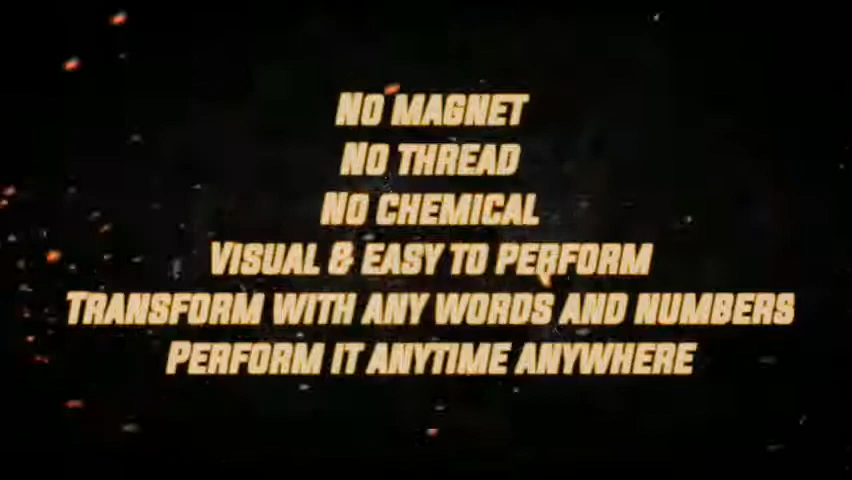 NO MAGNET
NO THREAD
NO CHEMICAL
VISUAL & EASY TO PERFORM
TRANSFORM WITH ANY WORDS AND NUMBERS
PERFORM IT ANYTIME ANYWHERE